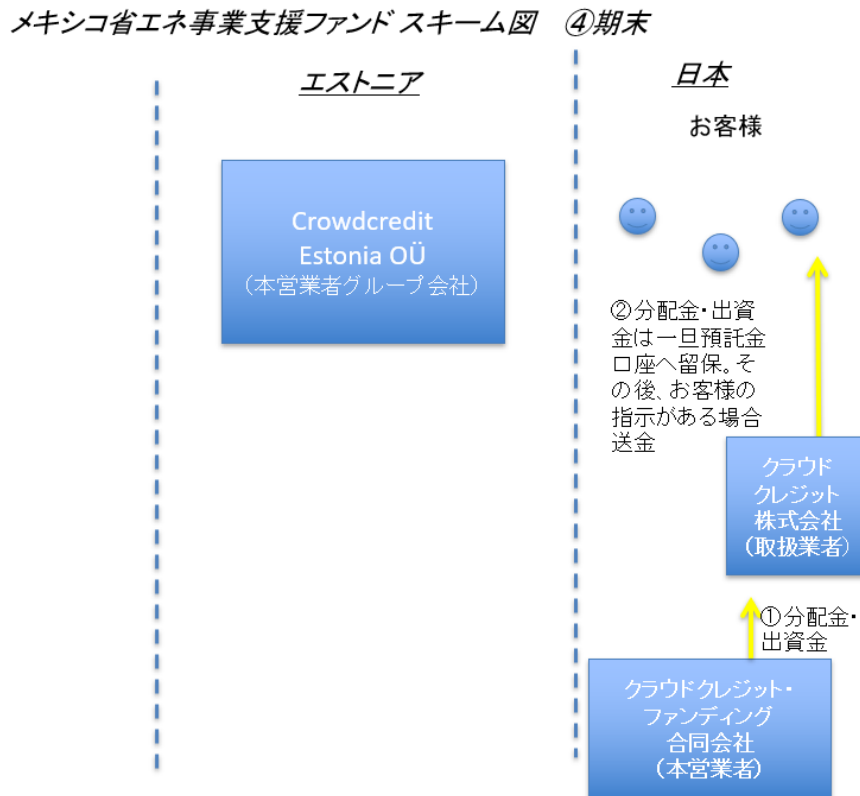 メキシコ省エネ事業支援ファンド スキーム図　④期末
エストニア
日本
お客様
Crowdcredit
Estonia OÜ
（本営業者グループ会社）
②分配金・出資
金は一旦預託金
口座へ留保。そ
の後、お客様の
指示がある場合
送金
クラウド
クレジット
株式会社
（取扱業者）
①分配金・
出資金
クラウドクレジット・
ファンディング
合同会社
（本営業者）